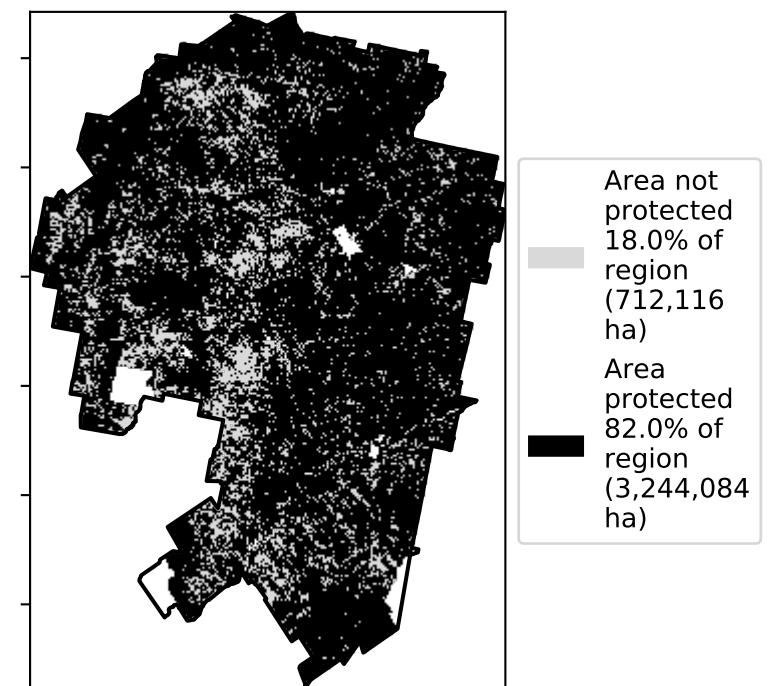 Area not
protected
18.0% of
region
(712,116
ha)
Area
protected
82.0% of
region
(3,244,084
ha)